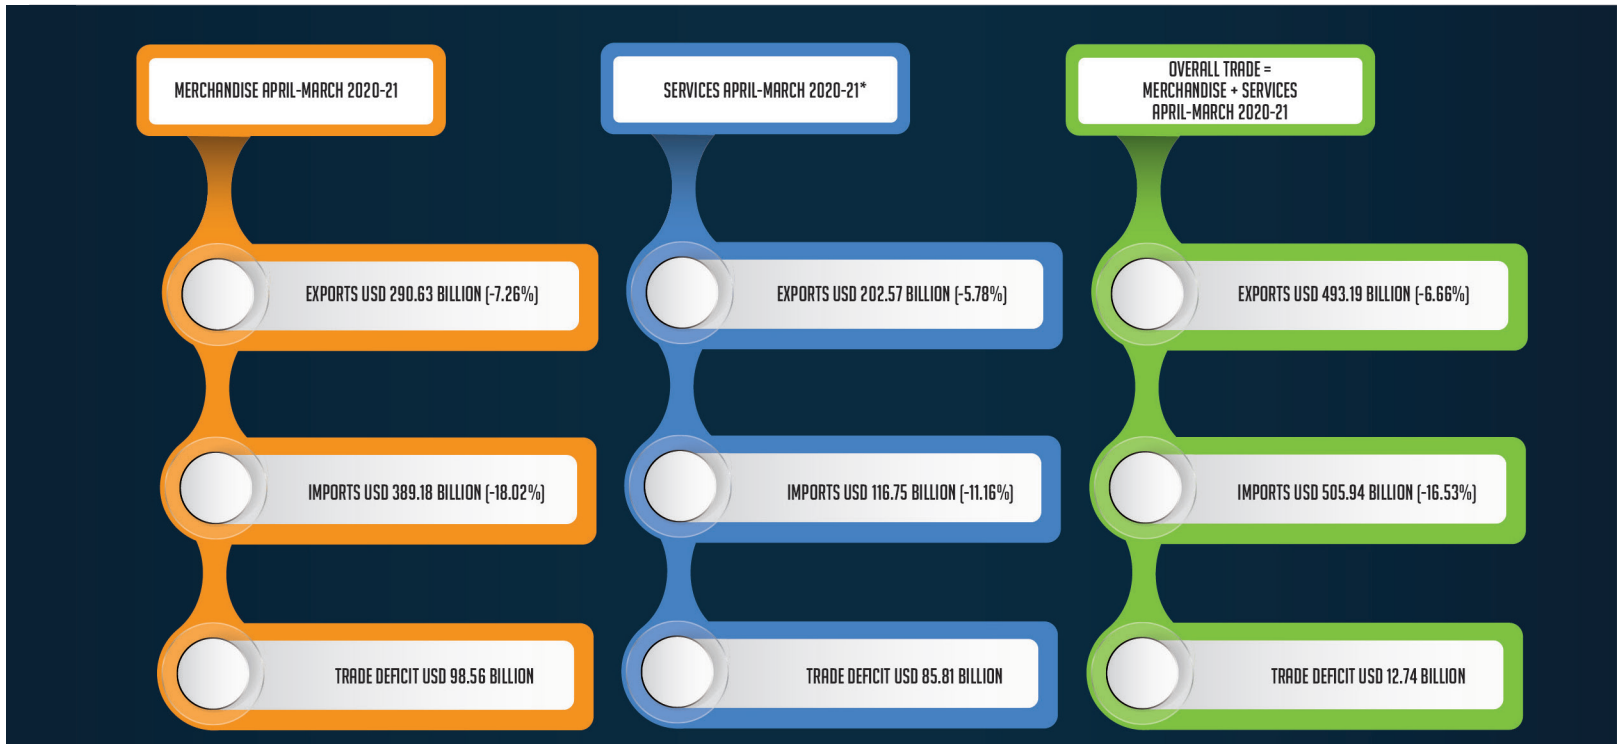 MERCHANDISE APRIL-MARCH 2020-21
EXPORTS USD 290.63 BILLION (-7.26%)
IMPORTS USD 389.18 BILLION (-18.02%)
TRADE DEFICIT USD 98.56 BILLION
SERVICES APRIL-MARCH 2020-21*
EXPORTS USD 202.57 BILLION (-5.78%)
IMPORTS USD 116.75 BILLION (-11.16%)
TRADE DEFICIT USD 85.81 BILLION
OVERALL TRADE =
MERCHANDISE + SERVICES
APRIL-MARCH 2020-21
EXPORTS USD 493.19 BILLION (-6.66%)
IMPORTS USD 505.94 BILLION (-16.53%)
TRADE DEFICIT USD 12.74 BILLION